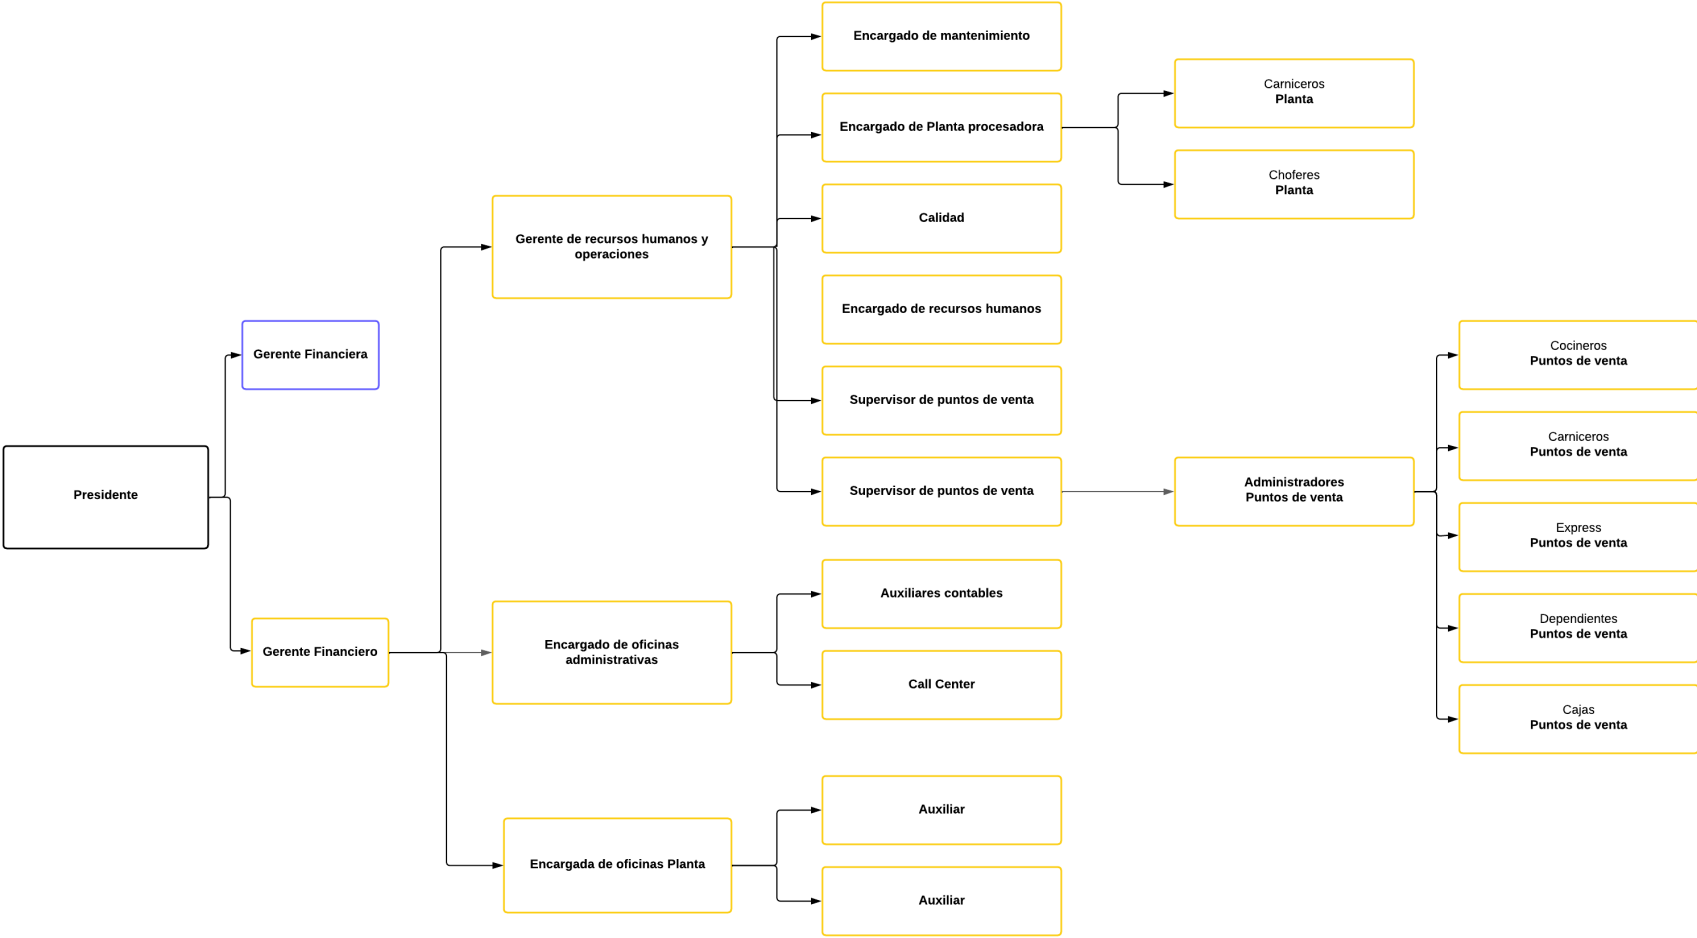 Presidente
Gerente Financiera
Gerente Financiero
Gerente de recursos humanos y
operaciones
Encargado de oficinas
administrativas
Encargada de oficinas Planta
Encargado de mantenimiento
Encargado de Planta procesadora
Calidad
Encargado de recursos humanos
Supervisor de puntos de venta
Supervisor de puntos de venta
Auxiliares contables
Call Center
Auxiliar
Auxiliar
Carniceros
Planta
Choferes
Planta
Administradores
Puntos de venta
Cocineros
Puntos de venta
Carniceros
Puntos de venta
Express
Puntos de venta
Dependientes
Puntos de venta
Cajas
Puntos de venta